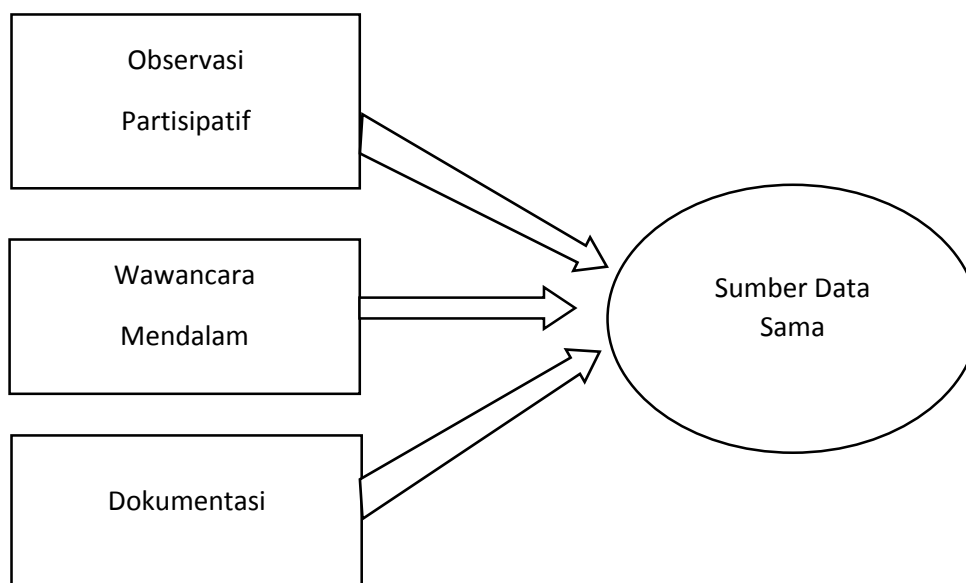 Observasi
Partisipatif
Wawancara
Mendalam
Sumber Data
Sama
Dokumentasi